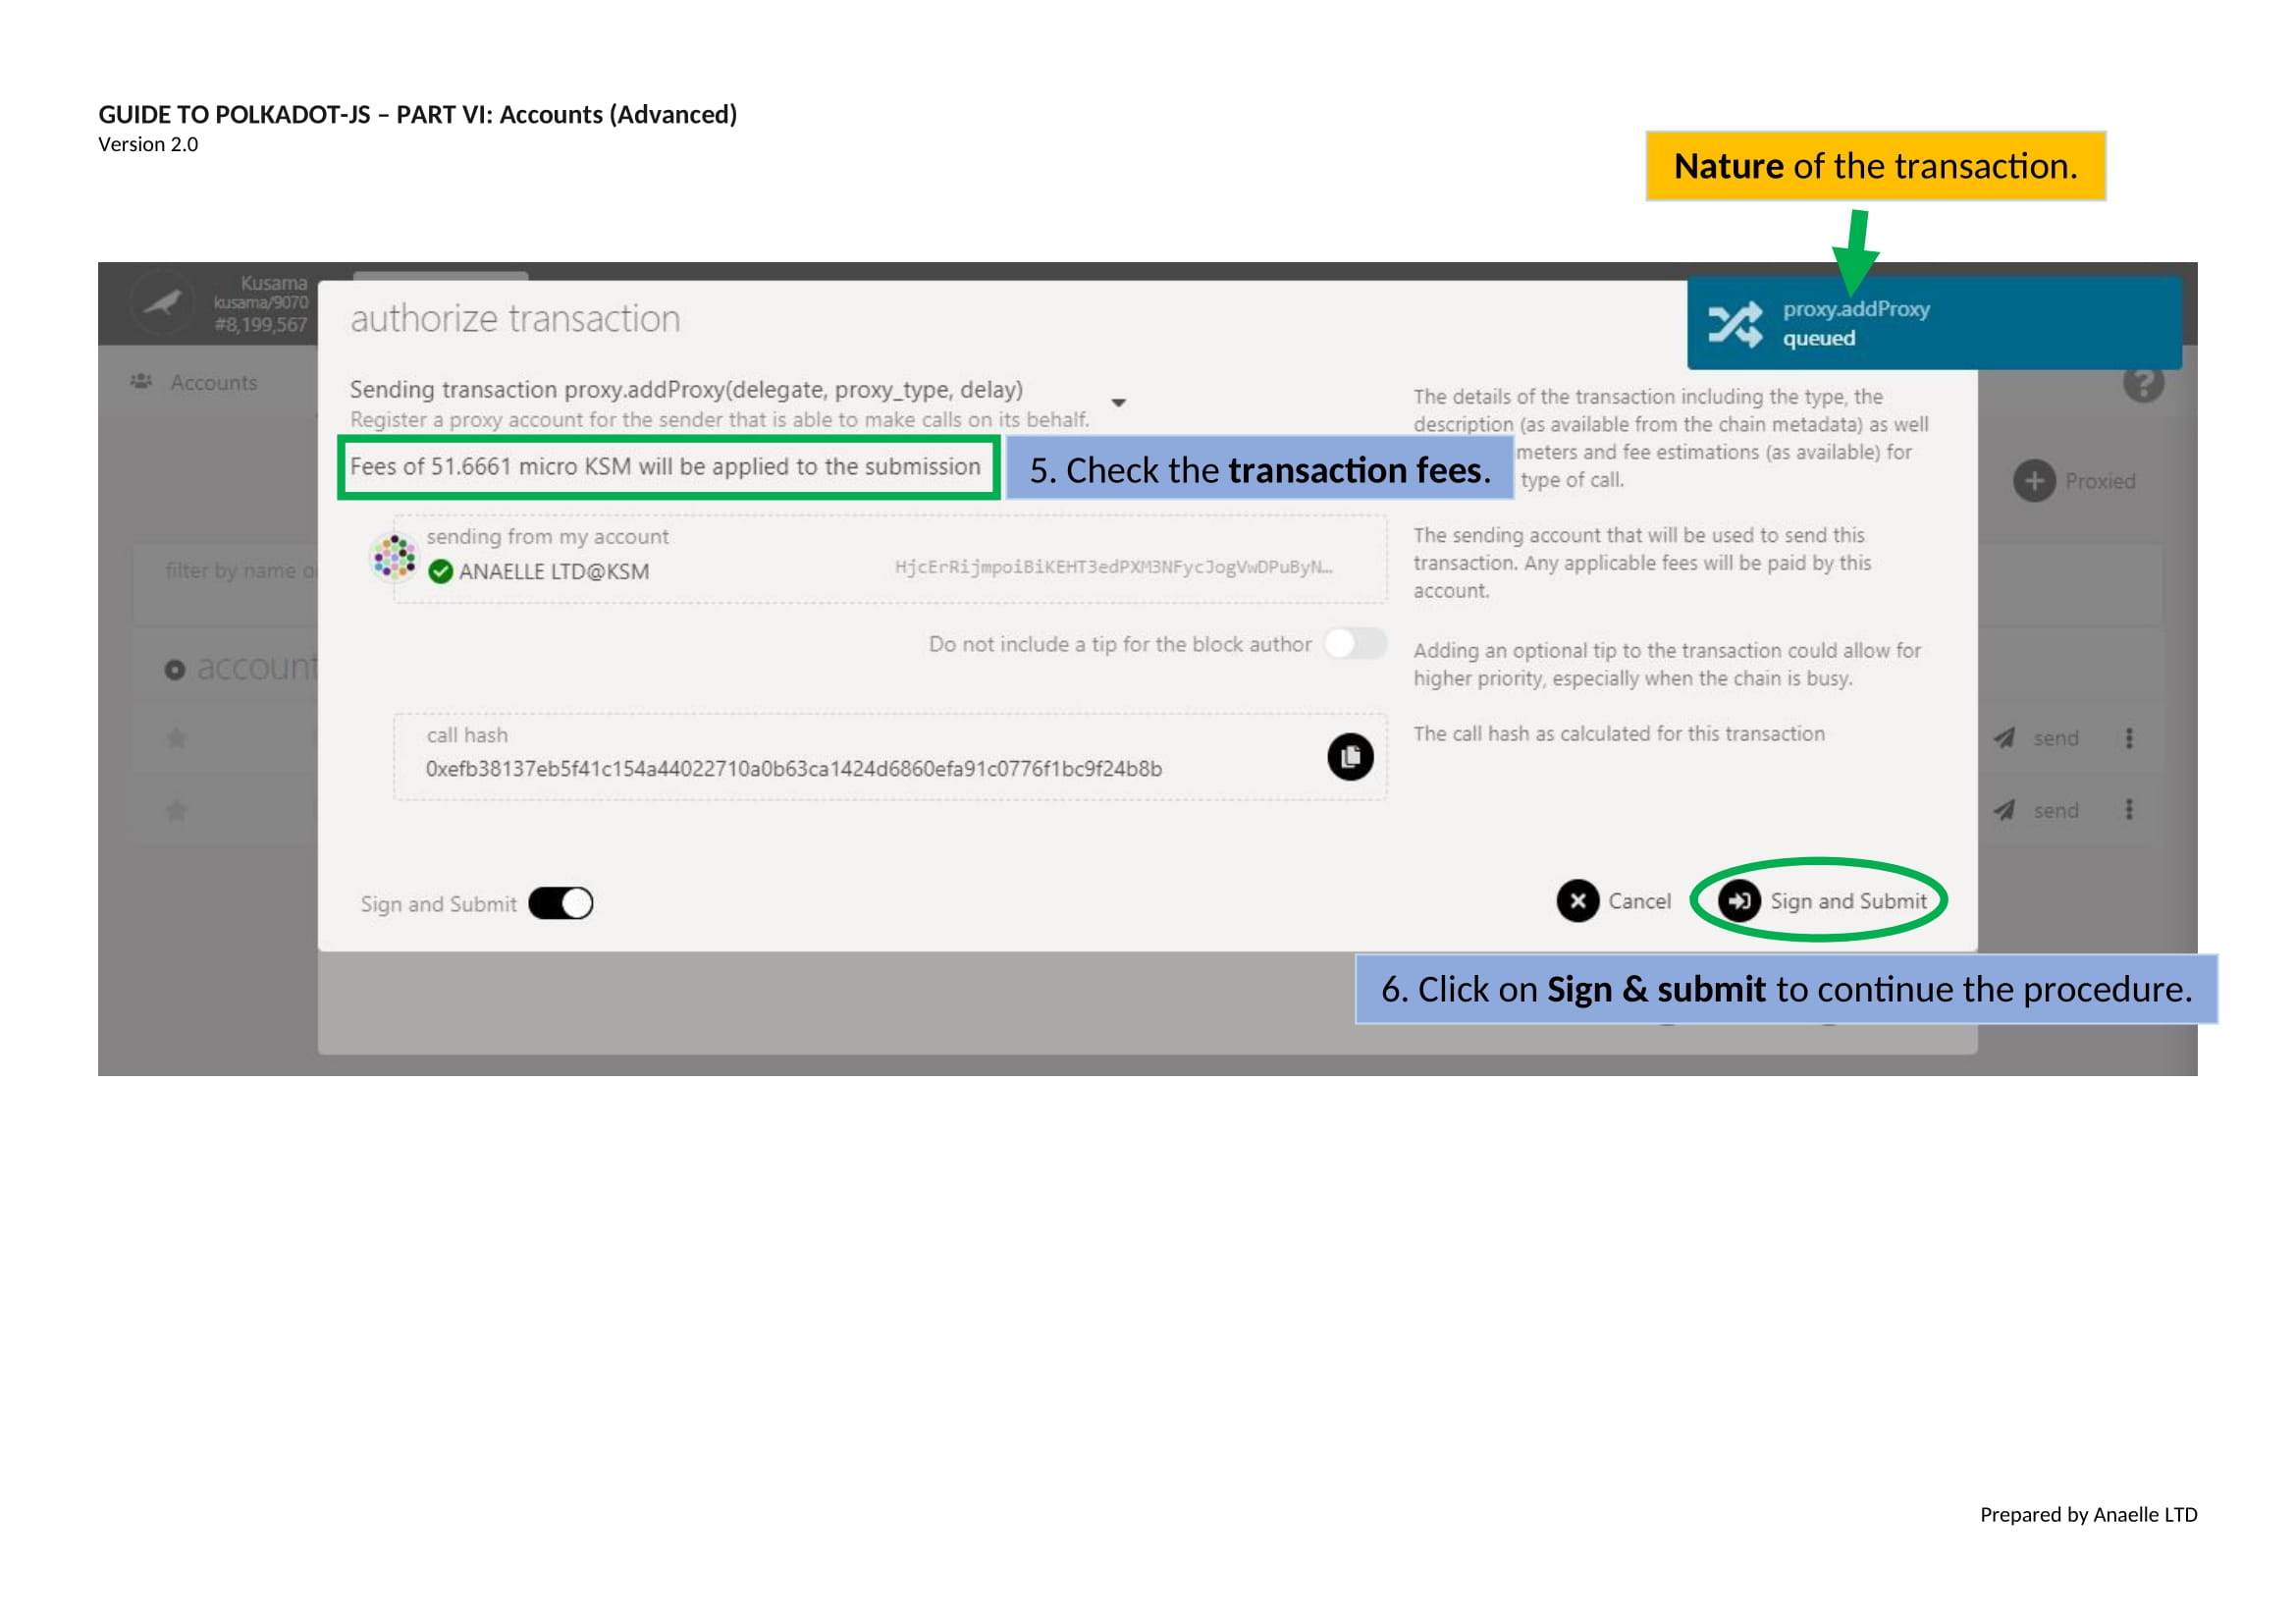 GUIDE TO POLKADOT-JS – PART VI: Accounts (Advanced)
Version 2.0
Nature of the transaction.
Kusama
kusama/9070
#8,199,567
authorize transaction
proxy.addProxy
queued
Accounts
Sending transaction proxy.addProxy(delegate, proxy_type, delay)
Register a proxy account for the sender that is able to make calls on its behalf.
Fees of 51.6661 micro KSM will be applied to the submission
5. Check the transaction fees.
The details of the transaction including the type, the
description (as available from the chain metadata) as well
meters and fee estimations (as available) for
type of call.
Proxied
filter by name o
sending from my account
ANAELLE LTD@KSM
HjcErRijmpoiBiKEHT3edPXM3NFycJogVwDPuByN…
The sending account that will be used to send this
transaction. Any applicable fees will be paid by this
account.
Do not include a tip for the block author
Adding an optional tip to the transaction could allow for
higher priority, especially when the chain is busy.
account
call hash
0xefb38137eb5f41c154a44022710a0b63ca1424d6860efa91c0776f1bc9f24b8b
The call hash as calculated for this transaction
send
send
Sign and Submit
Cancel
Sign and Submit
6. Click on Sign & submit to continue the procedure.
Prepared by Anaelle LTD